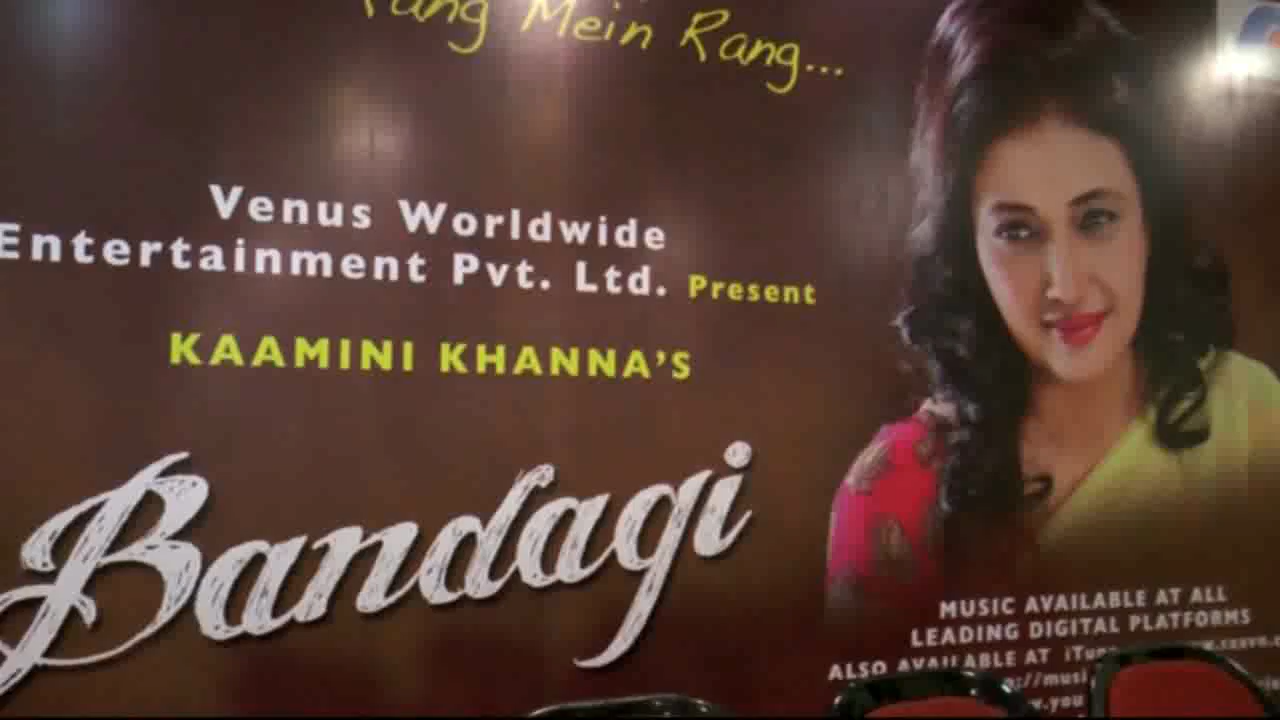 Mein Rang...
Venus Worldwide
Entertainment Pvt. Ltd. Present
KAAMINI KHANNA'S
Bandagi
MUSIC AVAILABLE AT ALL
LEADING DIGITAL PLATFORMS
ALSO AVAILABLE AT